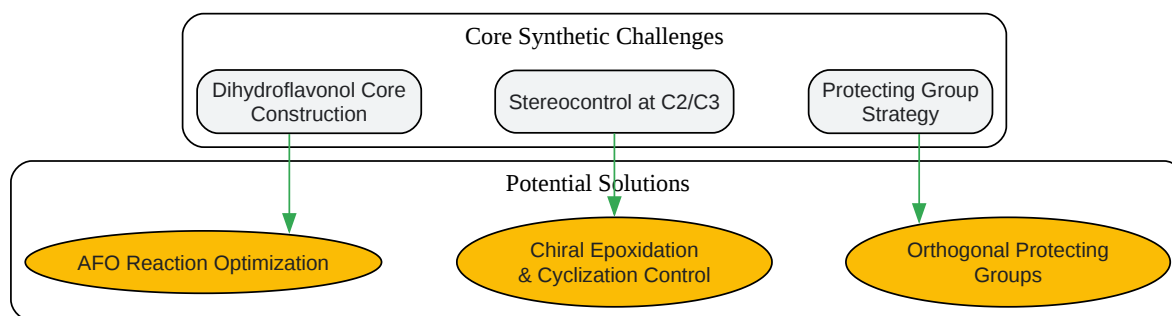 Core Synthetic Challenges
Dihydroflavonol Core
Construction
Stereocontrol at C2/C3
Protecting Group
Strategy
Potential Solutions
AFO Reaction Optimization
Chiral Epoxidation
& Cyclization Control
Orthogonal Protecting
Groups